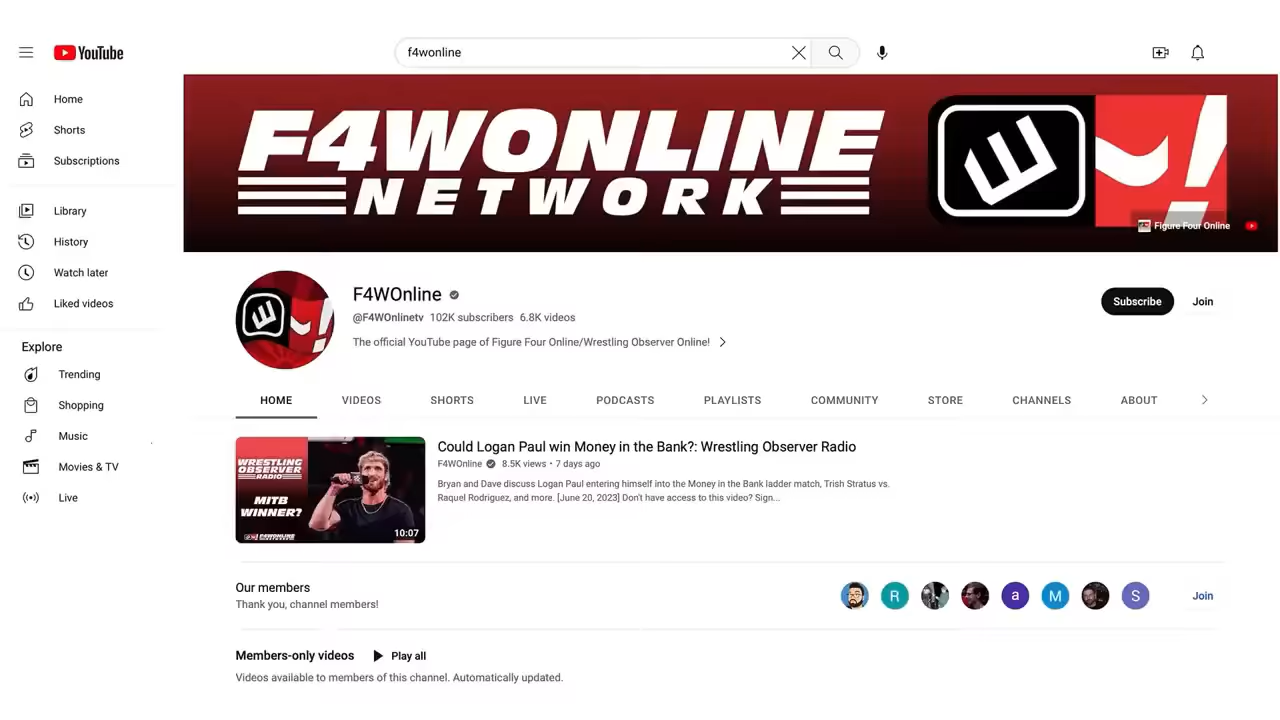 YouTube
f4wonline
Home
Shorts
Subscriptions
Library
History
Watch later
Liked videos
Explore
Trending
Shopping
Music
Movies & TV
Live
F4WONLINE
NETWORK
Figure Four Online
F4WOnline
@F4WOnlinetv 102K subscribers 6.8K videos
The official YouTube page of Figure Four Online/Wrestling Observer Online!
Subscribe
Join
HOME VIDEOS SHORTS LIVE PODCASTS PLAYLISTS COMMUNITY STORE CHANNELS ABOUT
WRESTLING
OBSERVER
RADIO
MITB
WINNER?
F4WONLINE
10:07
Could Logan Paul win Money in the Bank?: Wrestling Observer Radio
F4WOnline 8.5K views • 7 days ago
Bryan and Dave discuss Logan Paul entering himself into the Money in the Bank ladder match, Trish Stratus vs.
Raquel Rodriguez, and more. [June 20, 2023] Don't have access to this video? Sign...
Our members
Thank you, channel members!
R a M S
Join
Members-only videos Play all
Videos available to members of this channel. Automatically updated.